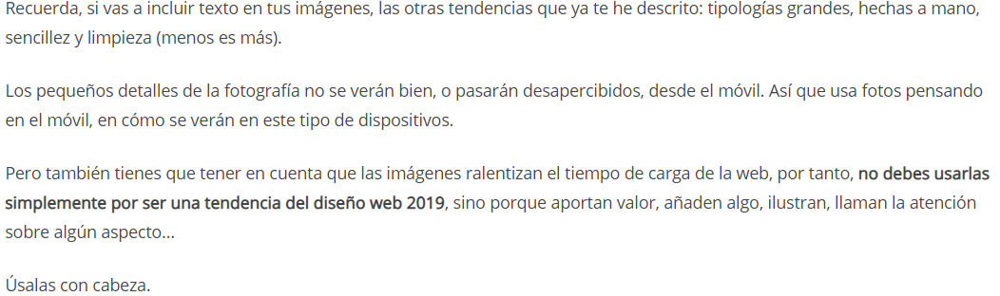 Recuerda, si vas a incluir texto en tus imágenes, las otras tendencias que ya te he descrito: tipologías grandes, hechas a mano,
sencillez y limpieza (menos es más).
Los pequeños detalles de la fotografía no se verán bien, o pasarán desapercibidos, desde el móvil. Así que usa fotos pensando
en el móvil, en cómo se verán en este tipo de dispositivos.
Pero también tienes que tener en cuenta que las imágenes ralentizan el tiempo de carga de la web, por tanto, no debes usarlas
simplemente por ser una tendencia del diseño web 2019, sino porque aportan valor, añaden algo, ilustran, llaman la atención
sobre algún aspecto...
Úsalas con cabeza.